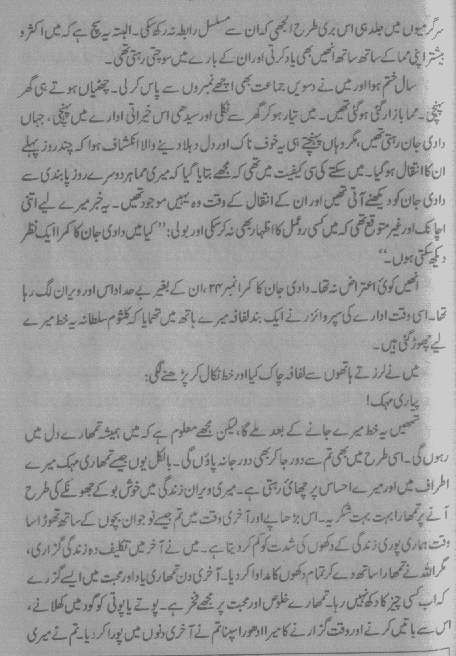 سرگرمیوں میں جلد ہی اس بری طرح الجھی کہ ان سے مسلسل رابطہ نہ رکھ سکی۔ البتہ یہ سچ ہے کہ میں اکثر و
بیشتر اپنی مما کے ساتھ ساتھ انھیں بھی یاد کرتی اور ان کے بارے میں سوچتی رہتی تھی۔
سال ختم ہوا اور میں نے دسویں جماعت بھی اچھے نمبروں سے پاس کر لی۔ چھٹیاں ہوتے ہی گھر
پہنچی۔ مما بازار گئی ہوئی تھیں۔ میں تیار ہو کر گھر سے نکلی اور سیدھی اس خیراتی ادارے میں پہنچی، جہاں
دادی جان رہتی تھیں، مگر وہاں پہنچتے ہی یہ خوف ناک اور دل دہلا دینے والا انکشاف ہوا کہ چند روز پہلے
ان کا انتقال ہو گیا۔ میں سکتے کی سی کیفیت میں تھی کہ مجھے بتایا گیا کہ میری مما ہر دوسرے روز پابندی سے
دادی جان کو دیکھنے آتی تھیں اور ان کے انتقال کے وقت وہ یہیں موجود تھیں۔ یہ خبر میرے لیے اتنی
اچانک اور غیر متوقع تھی کہ میں کسی ردعمل کا اظہار بھی نہ کر سکی اور بولی: ”کیا میں دادی جان کا کمرا ایک نظر
دیکھ سکتی ہوں۔“
انھیں کوئی اعتراض نہ تھا۔ دادی جان کا کمرا نمبر ۲۴، ان کے بغیر بے حد اداس اور ویران لگ رہا
تھا۔ اسی وقت ادارے کی سپروائزر نے ایک بند لفافہ میرے ہاتھ میں تھمایا کہ کلثوم سلطانہ یہ خط میرے
لیے چھوڑ گئی ہیں۔
میں نے لرزتے ہاتھوں سے لفافہ چاک کیا اور خط نکال کر پڑھنے لگی:
پیاری مہک!
تمھیں یہ خط میرے جانے کے بعد ملے گا، لیکن مجھے معلوم ہے کہ میں ہمیشہ تمھارے دل میں
رہوں گی۔ اسی طرح میں بھی تم سے دور جا کر بھی دور جا نہ پاؤں گی۔ بالکل یوں جیسے تمھاری مہک میرے
اطراف میں اور میرے احساس پر چھائی رہتی ہے۔ میری ویران زندگی میں خوش بو کے جھونکے کی طرح
آنے پر تمھارا بہت بہت شکریہ۔ اس بڑھاپے اور آخری وقت میں تم جیسے نوجوان بچوں کے ساتھ تھوڑا سا
وقت ہماری پوری زندگی کے دکھوں کی شدت کو کم کر دیتا ہے۔ میں نے آخر میں تکلیف دہ زندگی گزاری،
مگر اللہ نے تمھارا ساتھ دے کر تمام دکھوں کا مداوا کر دیا۔ آخری دن تمھاری یاد اور محبت میں ایسے گزرے
کہ اب کسی چیز کا دکھ نہیں رہا۔ تمھارے خلوص اور محبت پر مجھے فخر ہے۔ پوتے یا پوتی کو گود میں کھلانے،
اس سے باتیں کرنے اور وقت گزارنے کا میرا ادھورا سپنا تم نے آخری دنوں میں پورا کر دیا۔ تم نے میری